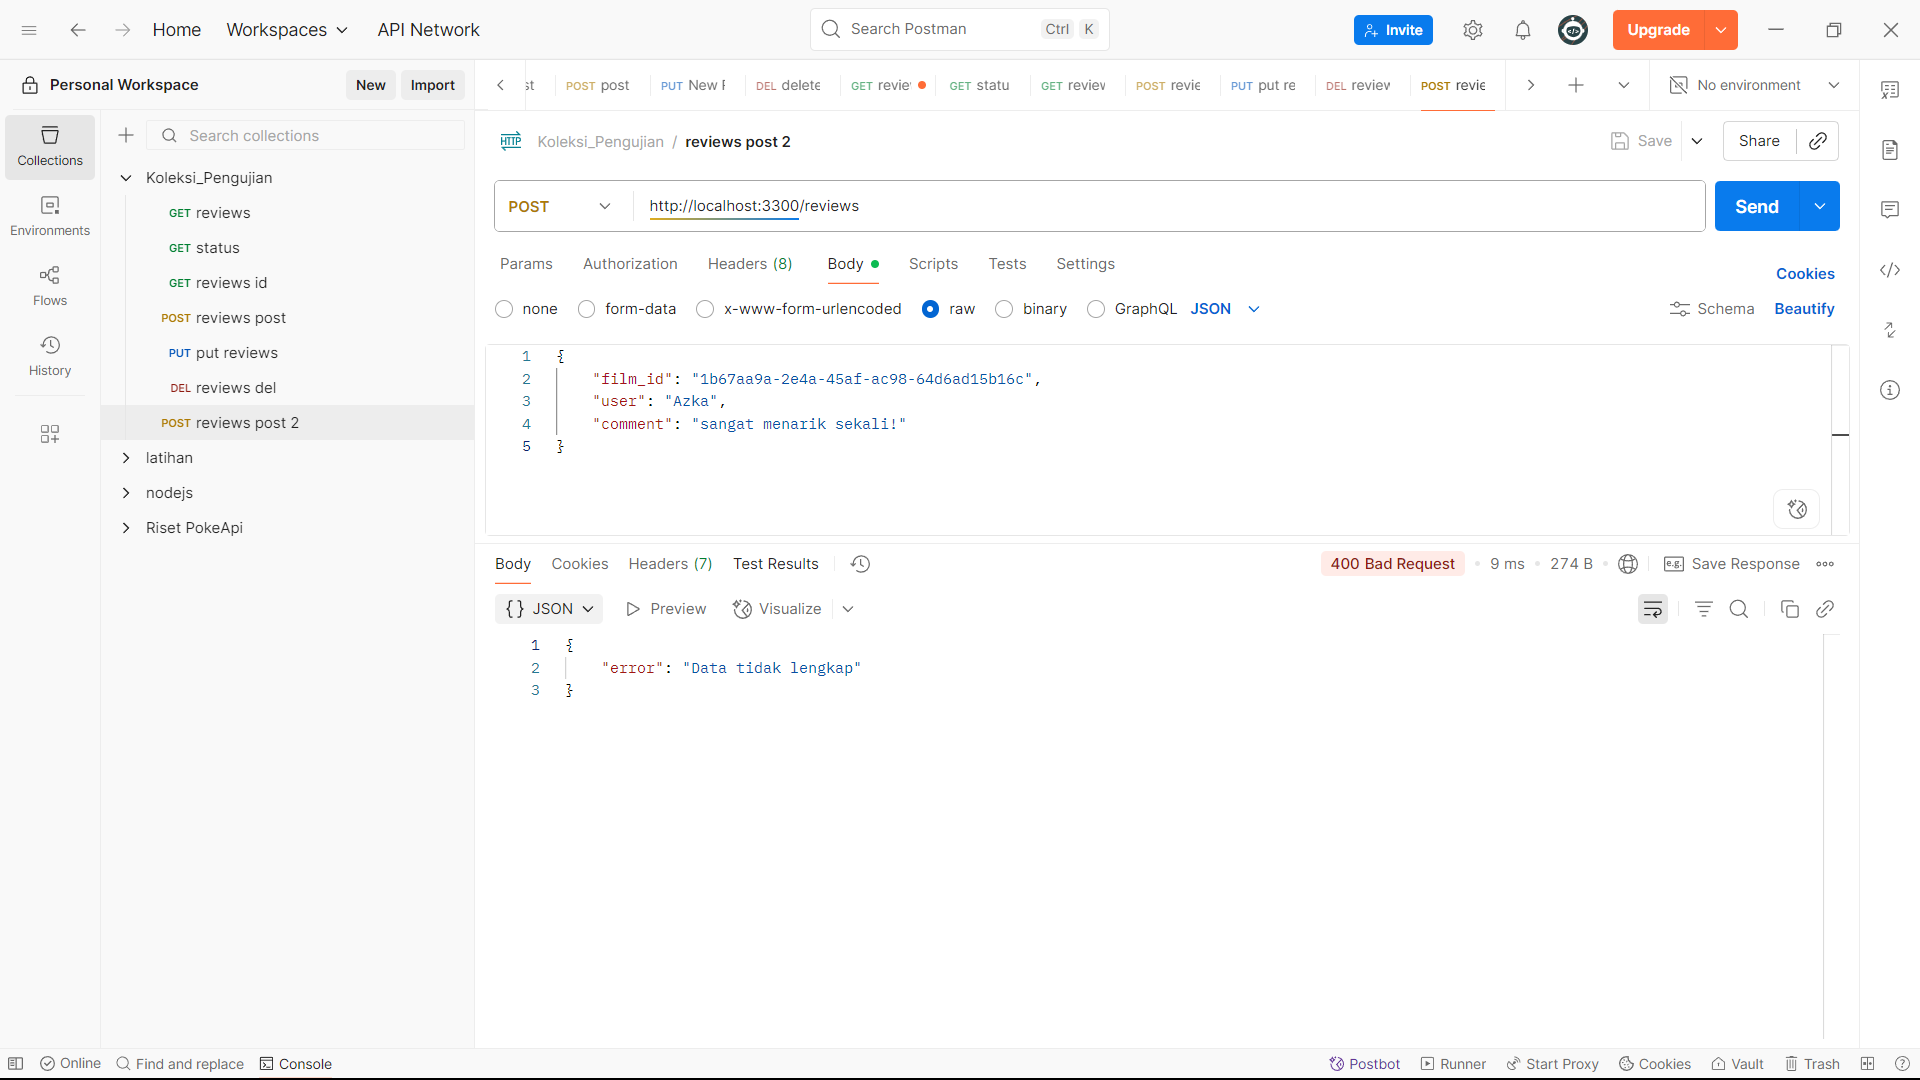 Home
Workspaces
API Network
Search Postman
Ctrl K
Invite
Upgrade
Personal Workspace
New
Import
st
POST post
PUT New
DEL delete
GET revie
GET statu
GET review
POST revie
PUT put re
DEL review
POST revie
No environment
Collections
Environments
Flows
History
Search collections
Koleksi_Pengujian
GET reviews
GET status
GET reviews id
POST reviews post
PUT put reviews
DEL reviews del
POST reviews post 2
latihan
nodejs
Riset PokeApi
HTTP Koleksi_Pengujian / reviews post 2
Save
Share
POST
http://localhost:3300/reviews
Send
Params
Authorization
Headers (8)
Body
Scripts
Tests
Settings
Cookies
none
form-data
x-www-form-urlencoded
raw
binary
GraphQL
JSON
Schema
Beautify
1 {
2 "film_id": "1b67aa9a-2e4a-45af-ac98-64d6ad15b16c",
3 "user": "Azka",
4 "comment": "sangat menarik sekali!"
5 }
Body
Cookies
Headers (7)
Test Results
400 Bad Request
9 ms
274 B
e.g. Save Response
{} JSON
Preview
Visualize
1 {
2 "error": "Data tidak lengkap"
3 }
Online
Find and replace
Console
Postbot
Runner
Start Proxy
Cookies
Vault
Trash